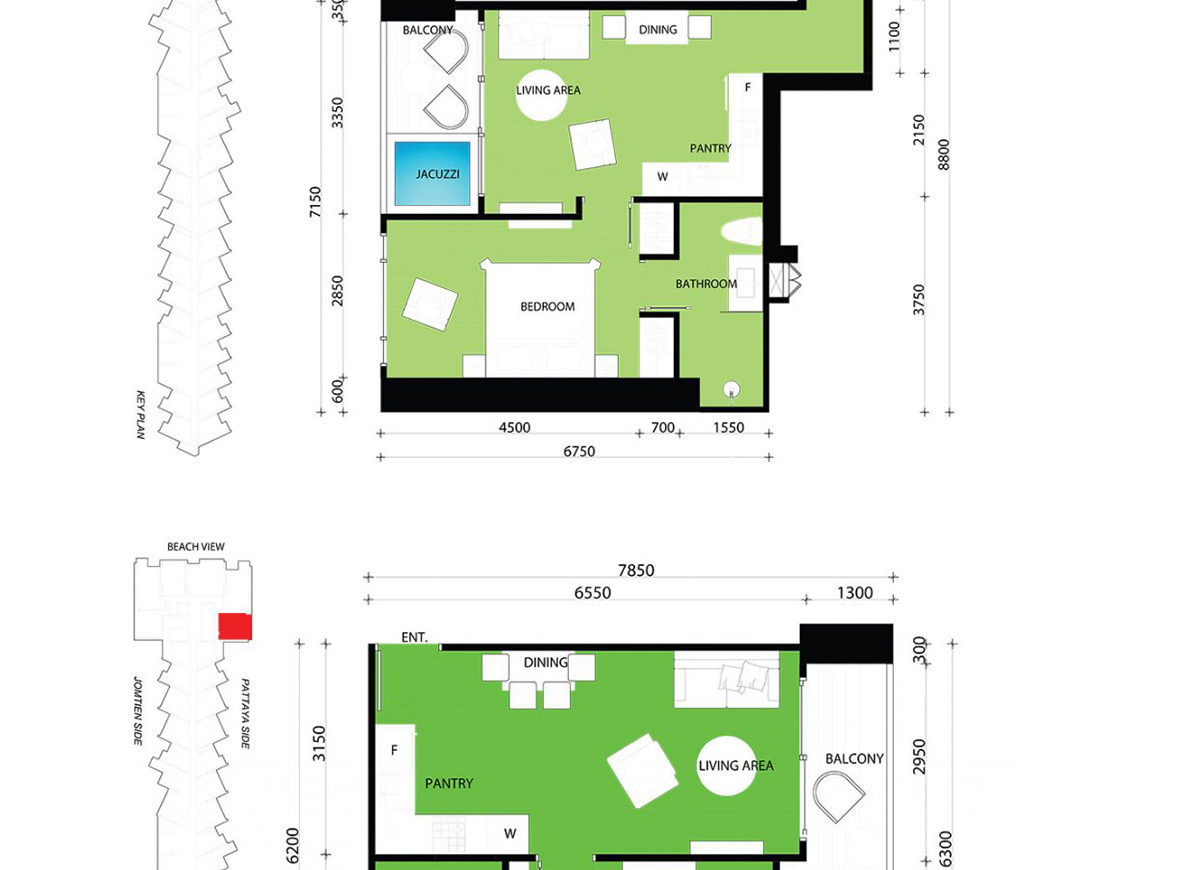 350
BALCONY
DINING
1100
LIVING AREA
F
3350
PANTRY
2150
8800
JACUZZI
W
7150
BATHROOM
2850
BEDROOM
3750
600
KEY PLAN
4500
700
1550
6750
BEACH VIEW
7850
6550
1300
ENT.
DINING
300
JOMTIEN SIDE
PATTAYA SIDE
3150
F
LIVING AREA
BALCONY
2950
PANTRY
W
6200
6300